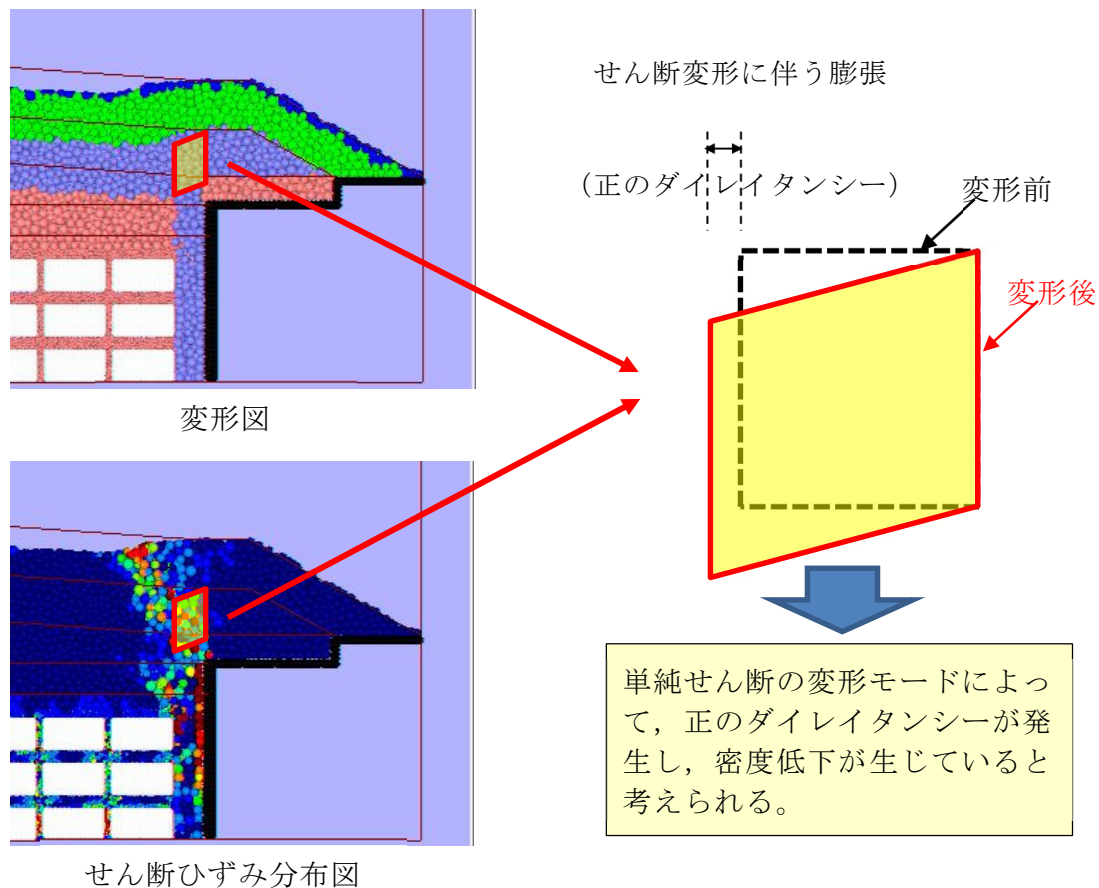 変形図
せん断ひずみ分布図
せん断変形に伴う膨張
（正のダイレイタンシー）
変形前
変形後
単純せん断の変形モードによっ
て，正のダイレイタンシーが発
生し，密度低下が生じていると
考えられる。